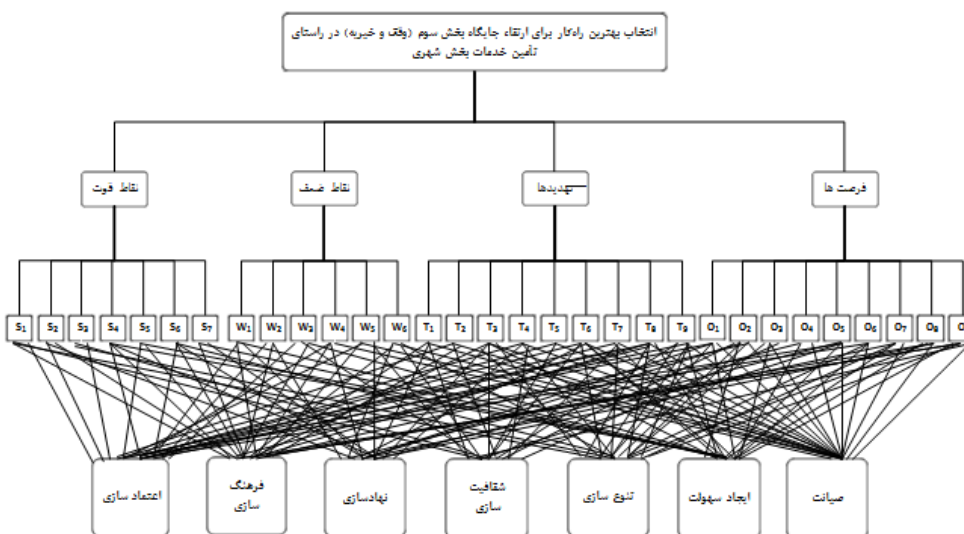 انتخاب بهترین راه‌کار برای ارتقاء جایگاه بخش سوم (وقف و خیریه) در راستای
تأمین خدمات بخش شهری
نقاط قوت
نقاط ضعف
تهدیدها
فرصت ها
S1 S2 S3 S4 S5 S6 S7 W1 W2 W3 W4 W5 W6 T1 T2 T3 T4 T5 T6 T7 T8 T9 O1 O2 O3 O4 O5 O6 O7 O8 O
اعتماد سازی
فرهنگ
سازی
نهادسازی
شفافیت
سازی
تنوع سازی
ایجاد سهولت
صیانت